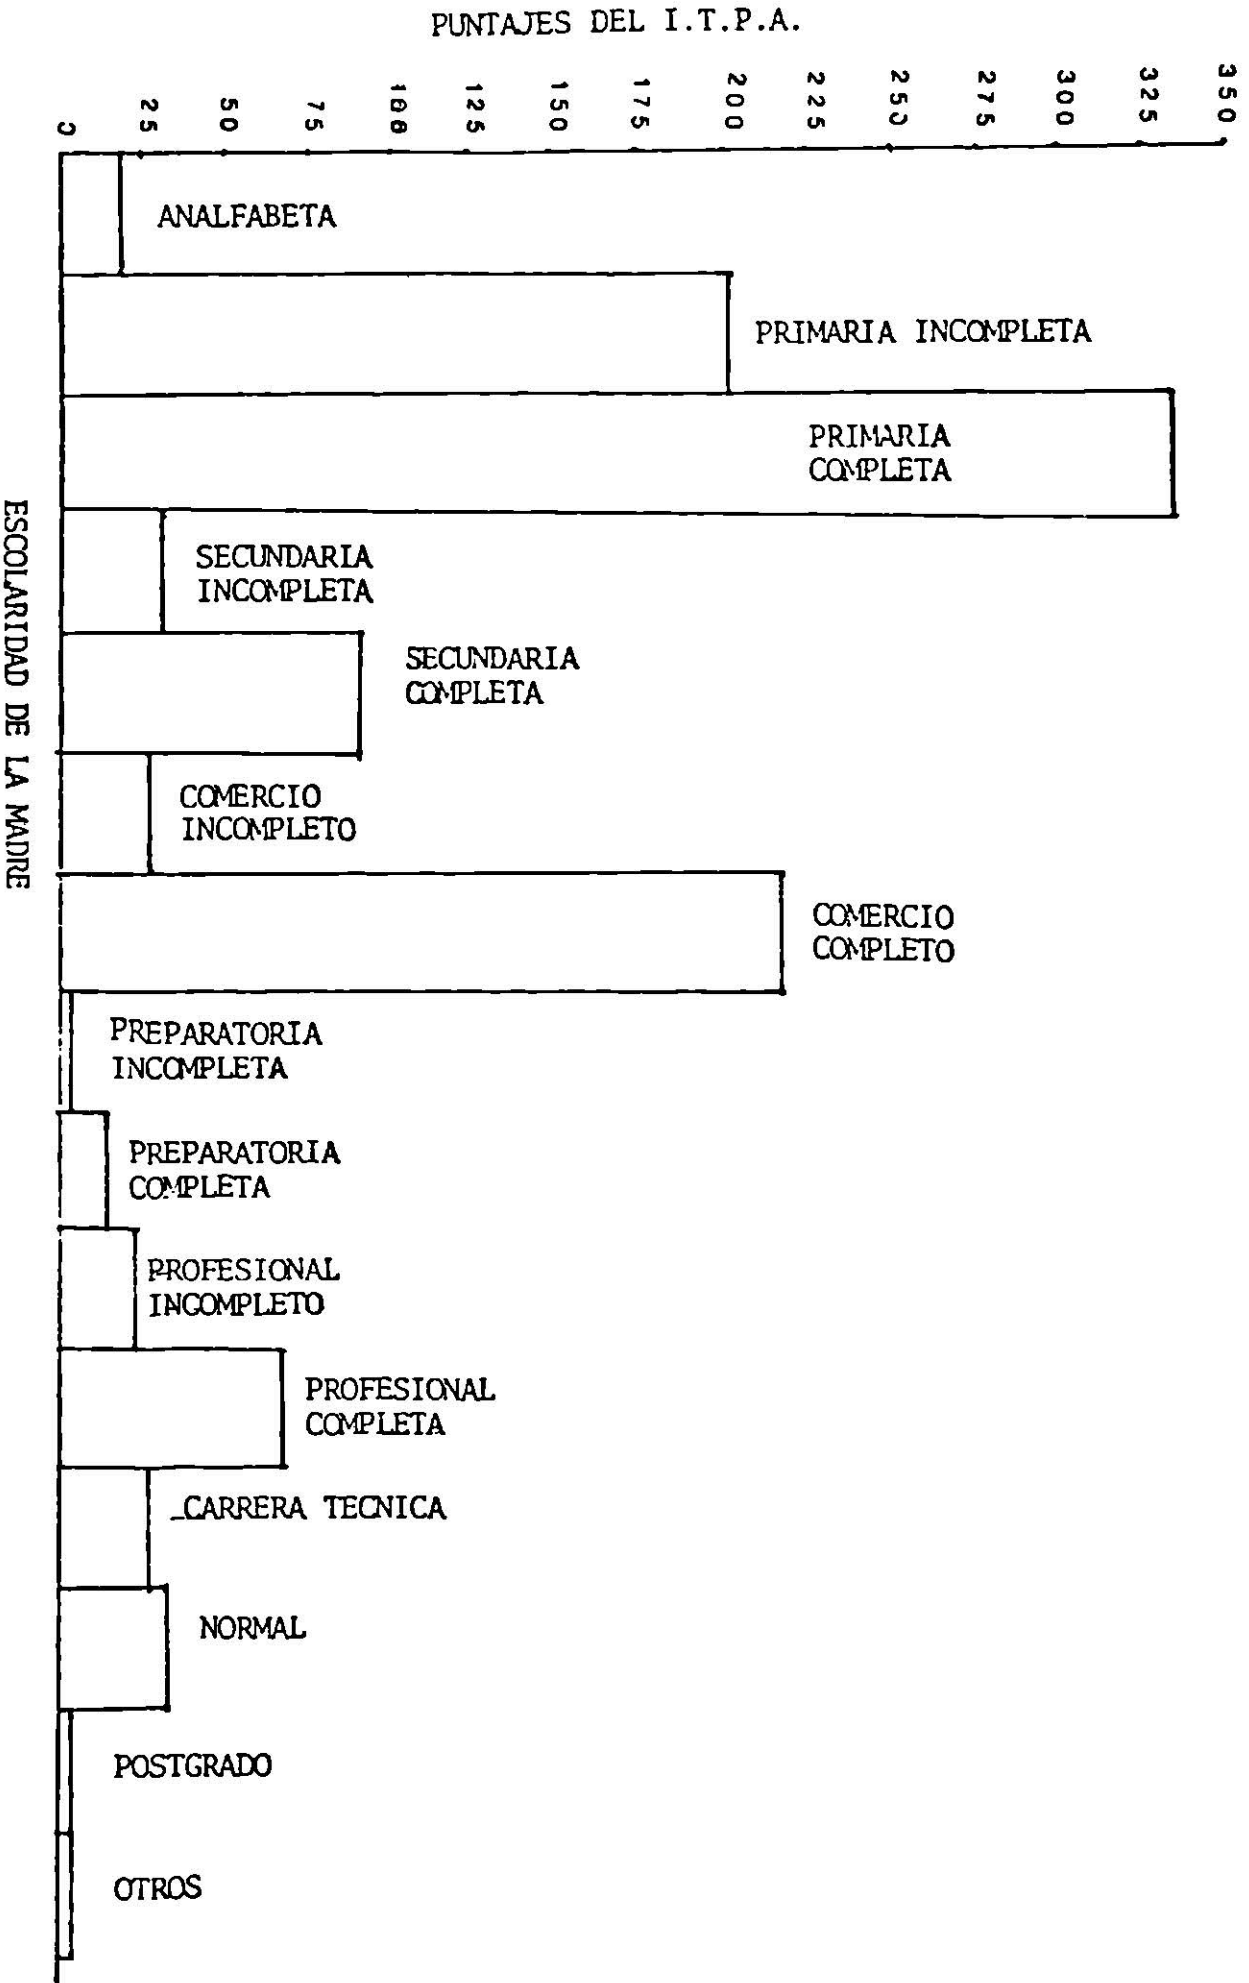 PUNTAJES DEL I.T.P.A.
0
25
50
75
100
125
150
175
200
225
250
275
300
325
350
ANALFABETA
PRIMARIA INCOMPLETA
PRIMARIA
COMPLETA
SECUNDARIA
INCOMPLETA
SECUNDARIA
COMPLETA
COMERCIO
INCOMPLETO
COMERCIO
COMPLETO
PREPARATORIA
INCOMPLETA
PREPARATORIA
COMPLETA
PROFESIONAL
INCOMPLETO
PROFESIONAL
COMPLETA
CARRERA TECNICA
NORMAL
POSTGRADO
OTROS
ESCOLARIDAD DE LA MADRE